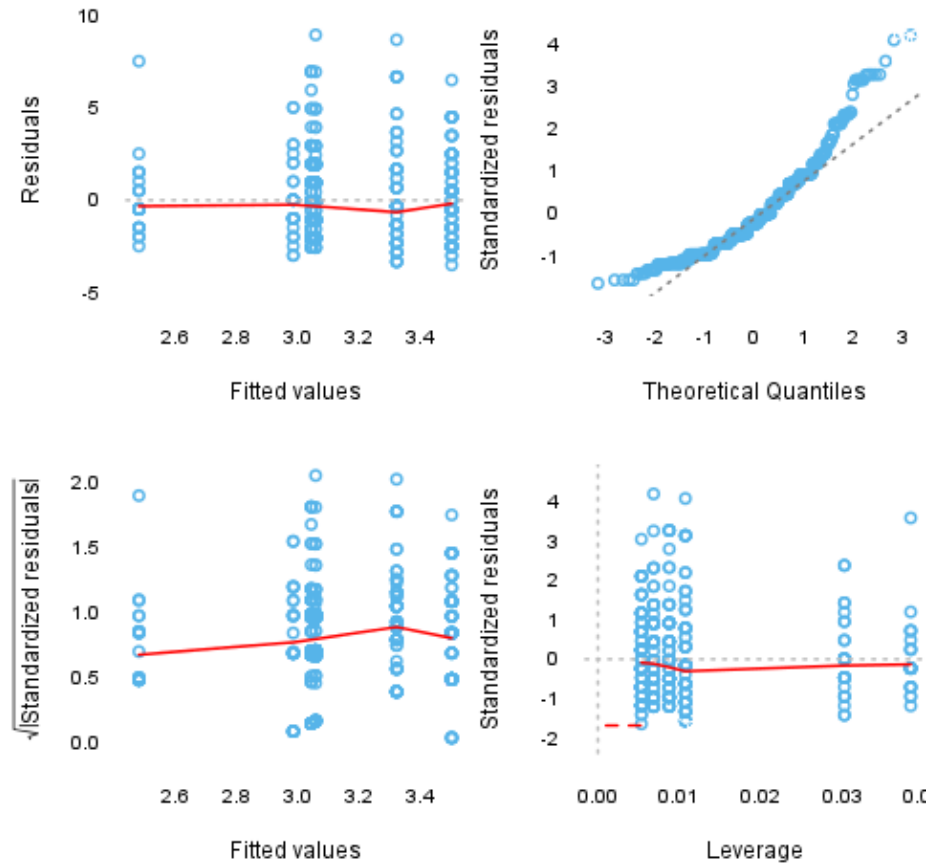 10
5
0
-5
Residuals
2.6 2.8 3.0 3.2 3.4
Fitted values
4
3
2
1
0
-1
Standardized residuals
-3 -2 -1 0 1 2 3
Theoretical Quantiles
2.0
1.5
1.0
0.5
0.0
√|Standardized residuals|
2.6 2.8 3.0 3.2 3.4
Fitted values
4
3
2
1
0
-1
-2
Standardized residuals
0.00 0.01 0.02 0.03
Leverage